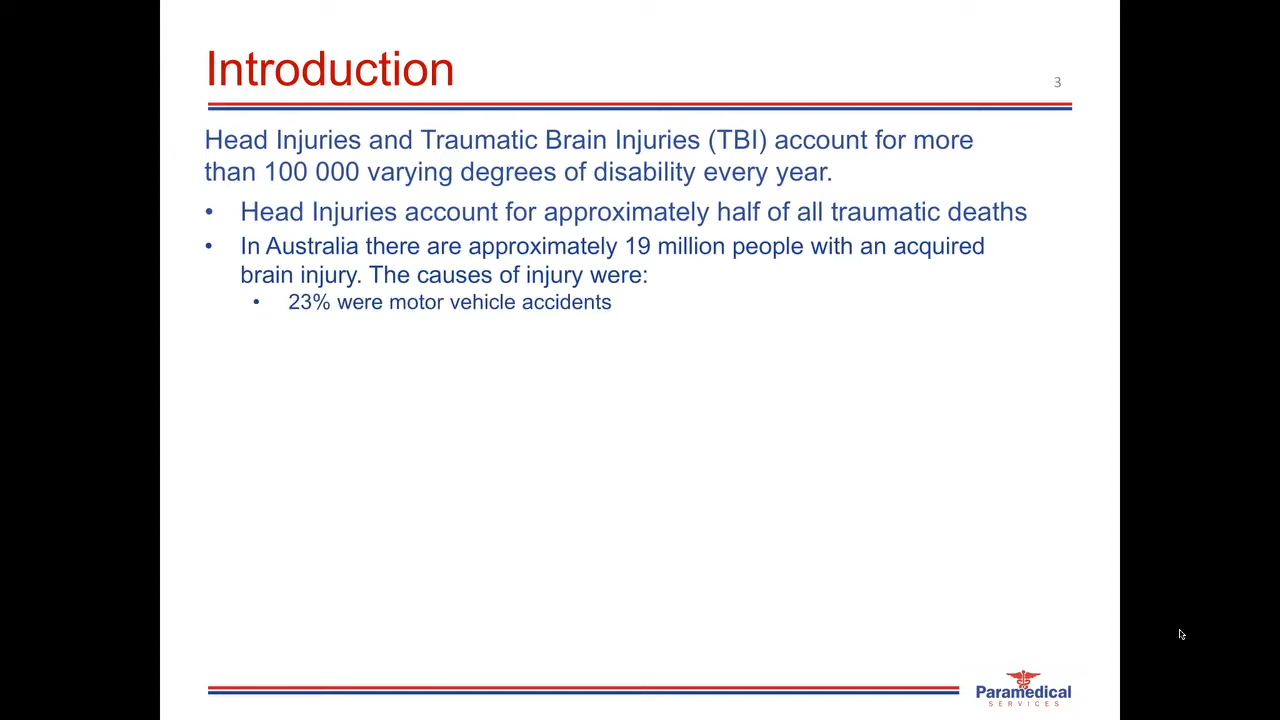 Introduction
3
Head Injuries and Traumatic Brain Injuries (TBI) account for more
than 100 000 varying degrees of disability every year.
• Head Injuries account for approximately half of all traumatic deaths
• In Australia there are approximately 19 million people with an acquired
brain injury. The causes of injury were:
• 23% were motor vehicle accidents
Paramedical
SERVICES